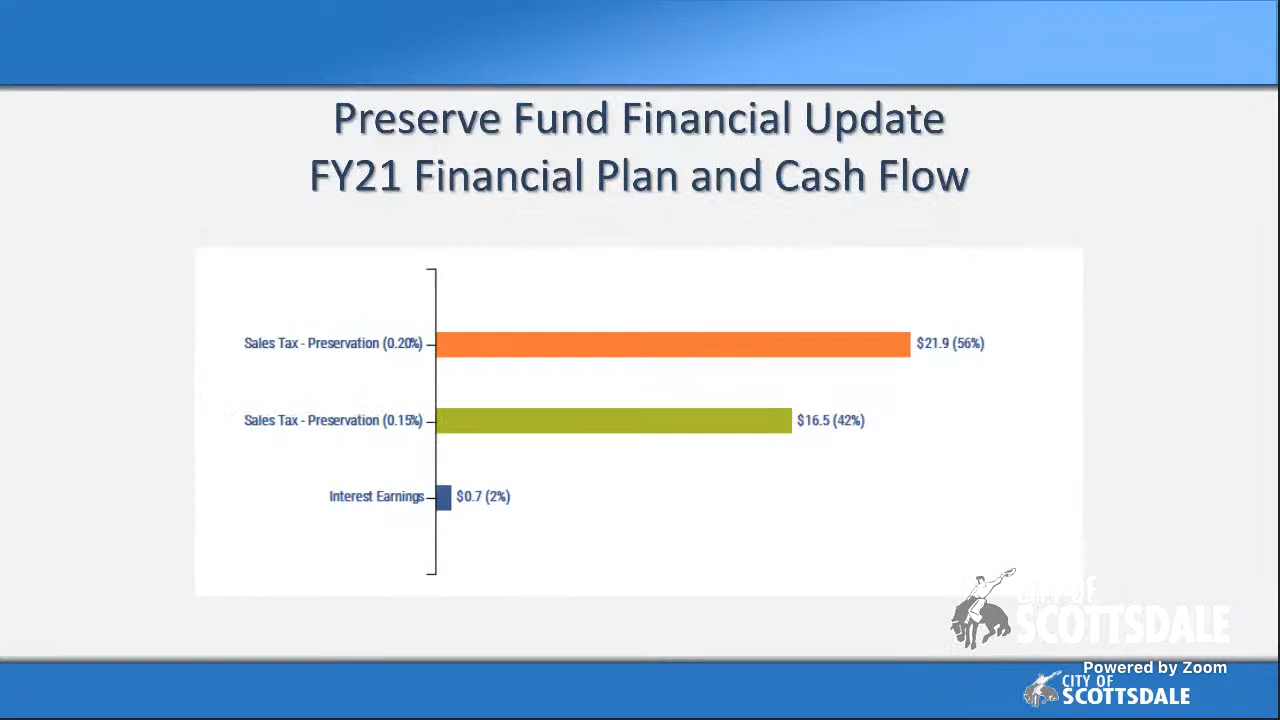 Preserve Fund Financial Update
FY21 Financial Plan and Cash Flow
Sales Tax - Preservation (0.20%)
$21.9 (56%)
Sales Tax - Preservation (0.15%)
$16.5 (42%)
Interest Earnings
$0.7 (2%)
CITY OF
SCOTTSDALE
Powered by Zoom
CITY OF
SCOTTSDALE